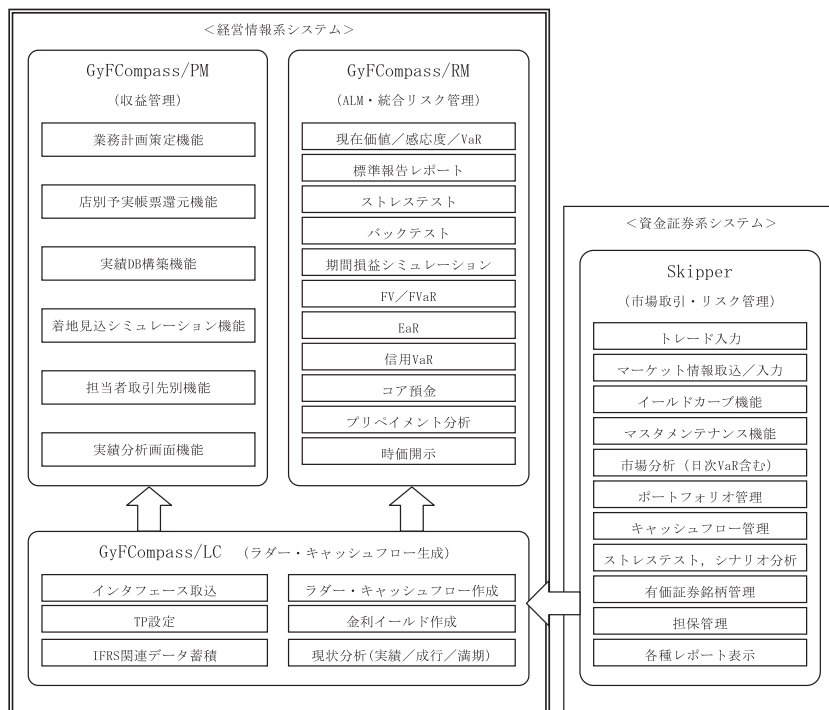 ＜経営情報系システム＞
GyFCompass/PM
（収益管理）
業務計画策定機能
店別予実帳票還元機能
実績DB構築機能
着地見込シミュレーション機能
担当者取引先別機能
実績分析画面機能
GyFCompass/RM
（ALM・統合リスク管理）
現在価値／感応度／VaR
標準報告レポート
ストレステスト
バックテスト
期間損益シミュレーション
FV／FVaR
EaR
信用VaR
コア預金
プリペイメント分析
時価開示
GyFCompass/LC （ラダー・キャッシュフロー生成）
インタフェース取込
TP設定
IFRS関連データ蓄積
ラダー・キャッシュフロー作成
金利イールド作成
現状分析(実績／成行／満期)
＜資金証券系システム＞
Skipper
（市場取引・リスク管理）
トレード入力
マーケット情報取込／入力
イールドカーブ機能
マスタメンテナンス機能
市場分析（日次VaR含む）
ポートフォリオ管理
キャッシュフロー管理
ストレステスト，シナリオ分析
有価証券銘柄管理
担保管理
各種レポート表示